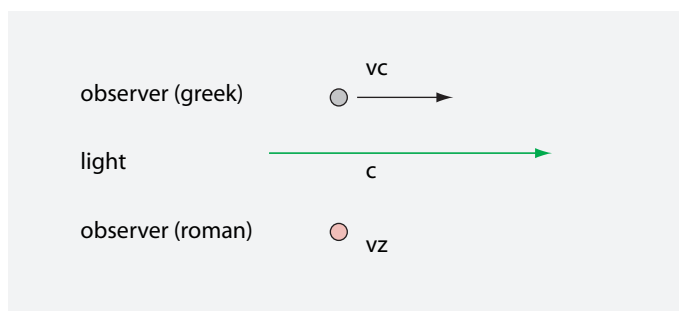 vc
observer (greek)
light
c
observer (roman)
vz